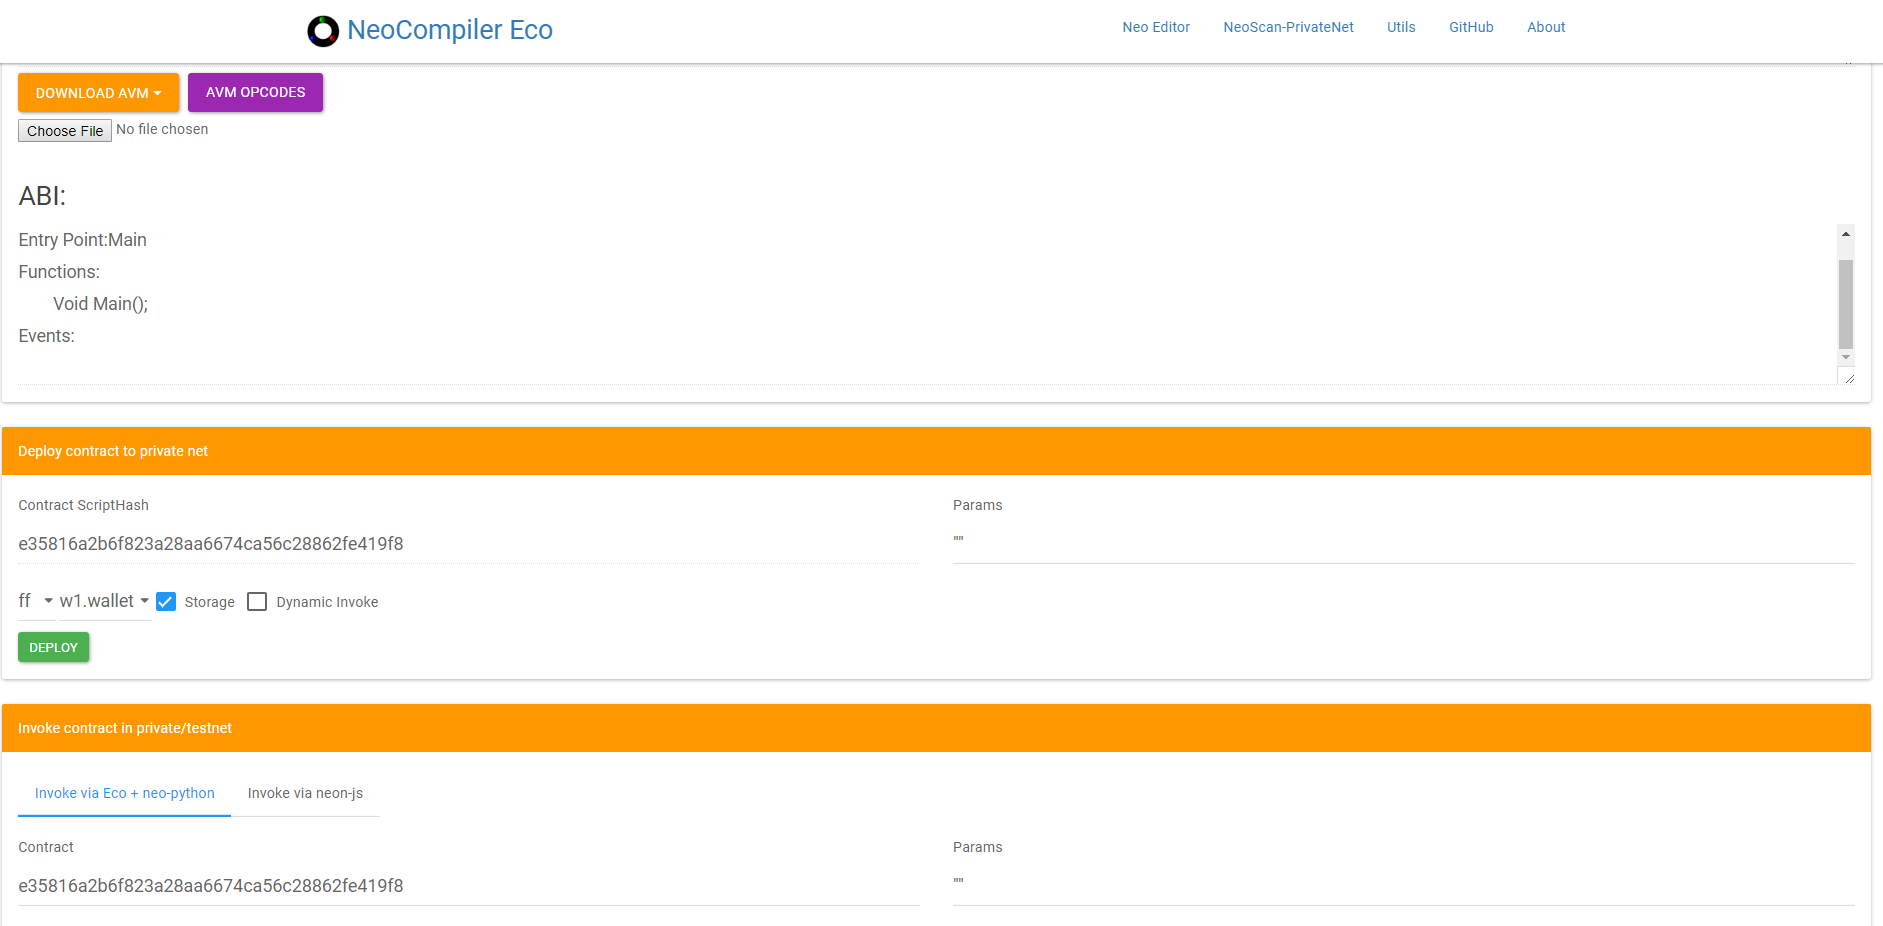 NeoCompiler Eco
Neo Editor NeoScan-PrivateNet Utils GitHub About
DOWNLOAD AVM AVM OPCODES
Choose File No file chosen
ABI:
Entry Point:Main
Functions:
Void Main();
Events:
Deploy contract to private net
Contract ScriptHash Params
e35816a2b6f823a28aa6674ca56c28862fe419f8 ""
ff w1.wallet Storage Dynamic Invoke
DEPLOY
Invoke contract in private/testnet
Invoke via Eco + neo-python Invoke via neon-js
Contract Params
e35816a2b6f823a28aa6674ca56c28862fe419f8 ""